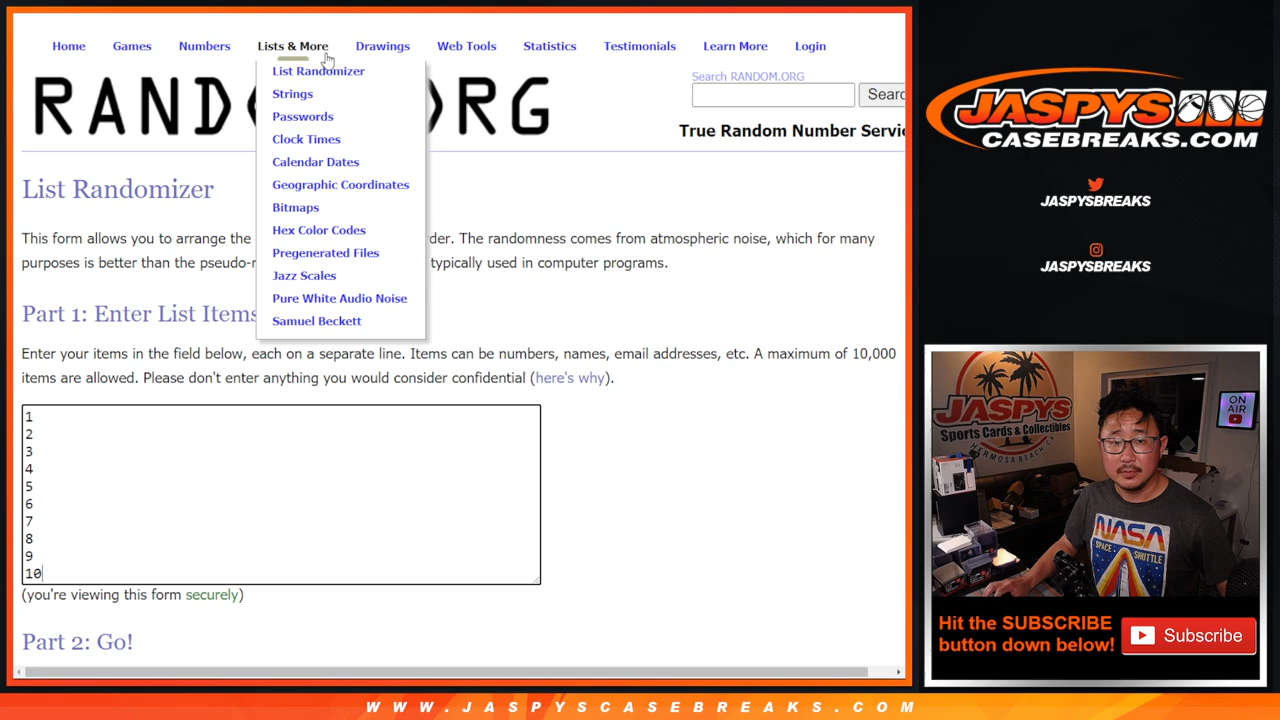 Home Games Numbers Lists & More Drawings Web Tools Statistics Testimonials Learn More Login
List Randomizer
Strings
Passwords
Clock Times
Calendar Dates
Geographic Coordinates
Bitmaps
Hex Color Codes
Pregenerated Files
Jazz Scales
Pure White Audio Noise
Samuel Beckett
RAND ORG
Search RANDOM.ORG
Search
True Random Number Servi
List Randomizer
This form allows you to arrange the der. The randomness comes from atmospheric noise, which for many
purposes is better than the pseudo-r typically used in computer programs.
Part 1: Enter List Items
Enter your items in the field below, each on a separate line. Items can be numbers, names, email addresses, etc. A maximum of 10,000
items are allowed. Please don't enter anything you would consider confidential (here's why).
1
2
3
4
5
6
7
8
9
10
(you're viewing this form securely)
Part 2: Go!
JASPYS
CASEBREAKS.COM
JASPYSBREAKS
JASPYSBREAKS
JASPYS
Sports Cards & Collectibles
HERMOSA BEACH, CA
ON
AIR
NASA
SPACE SHUTTLE
Hit the SUBSCRIBE
button down below!
Subscribe
WWW.JASPYSCASEBREAKS.COM